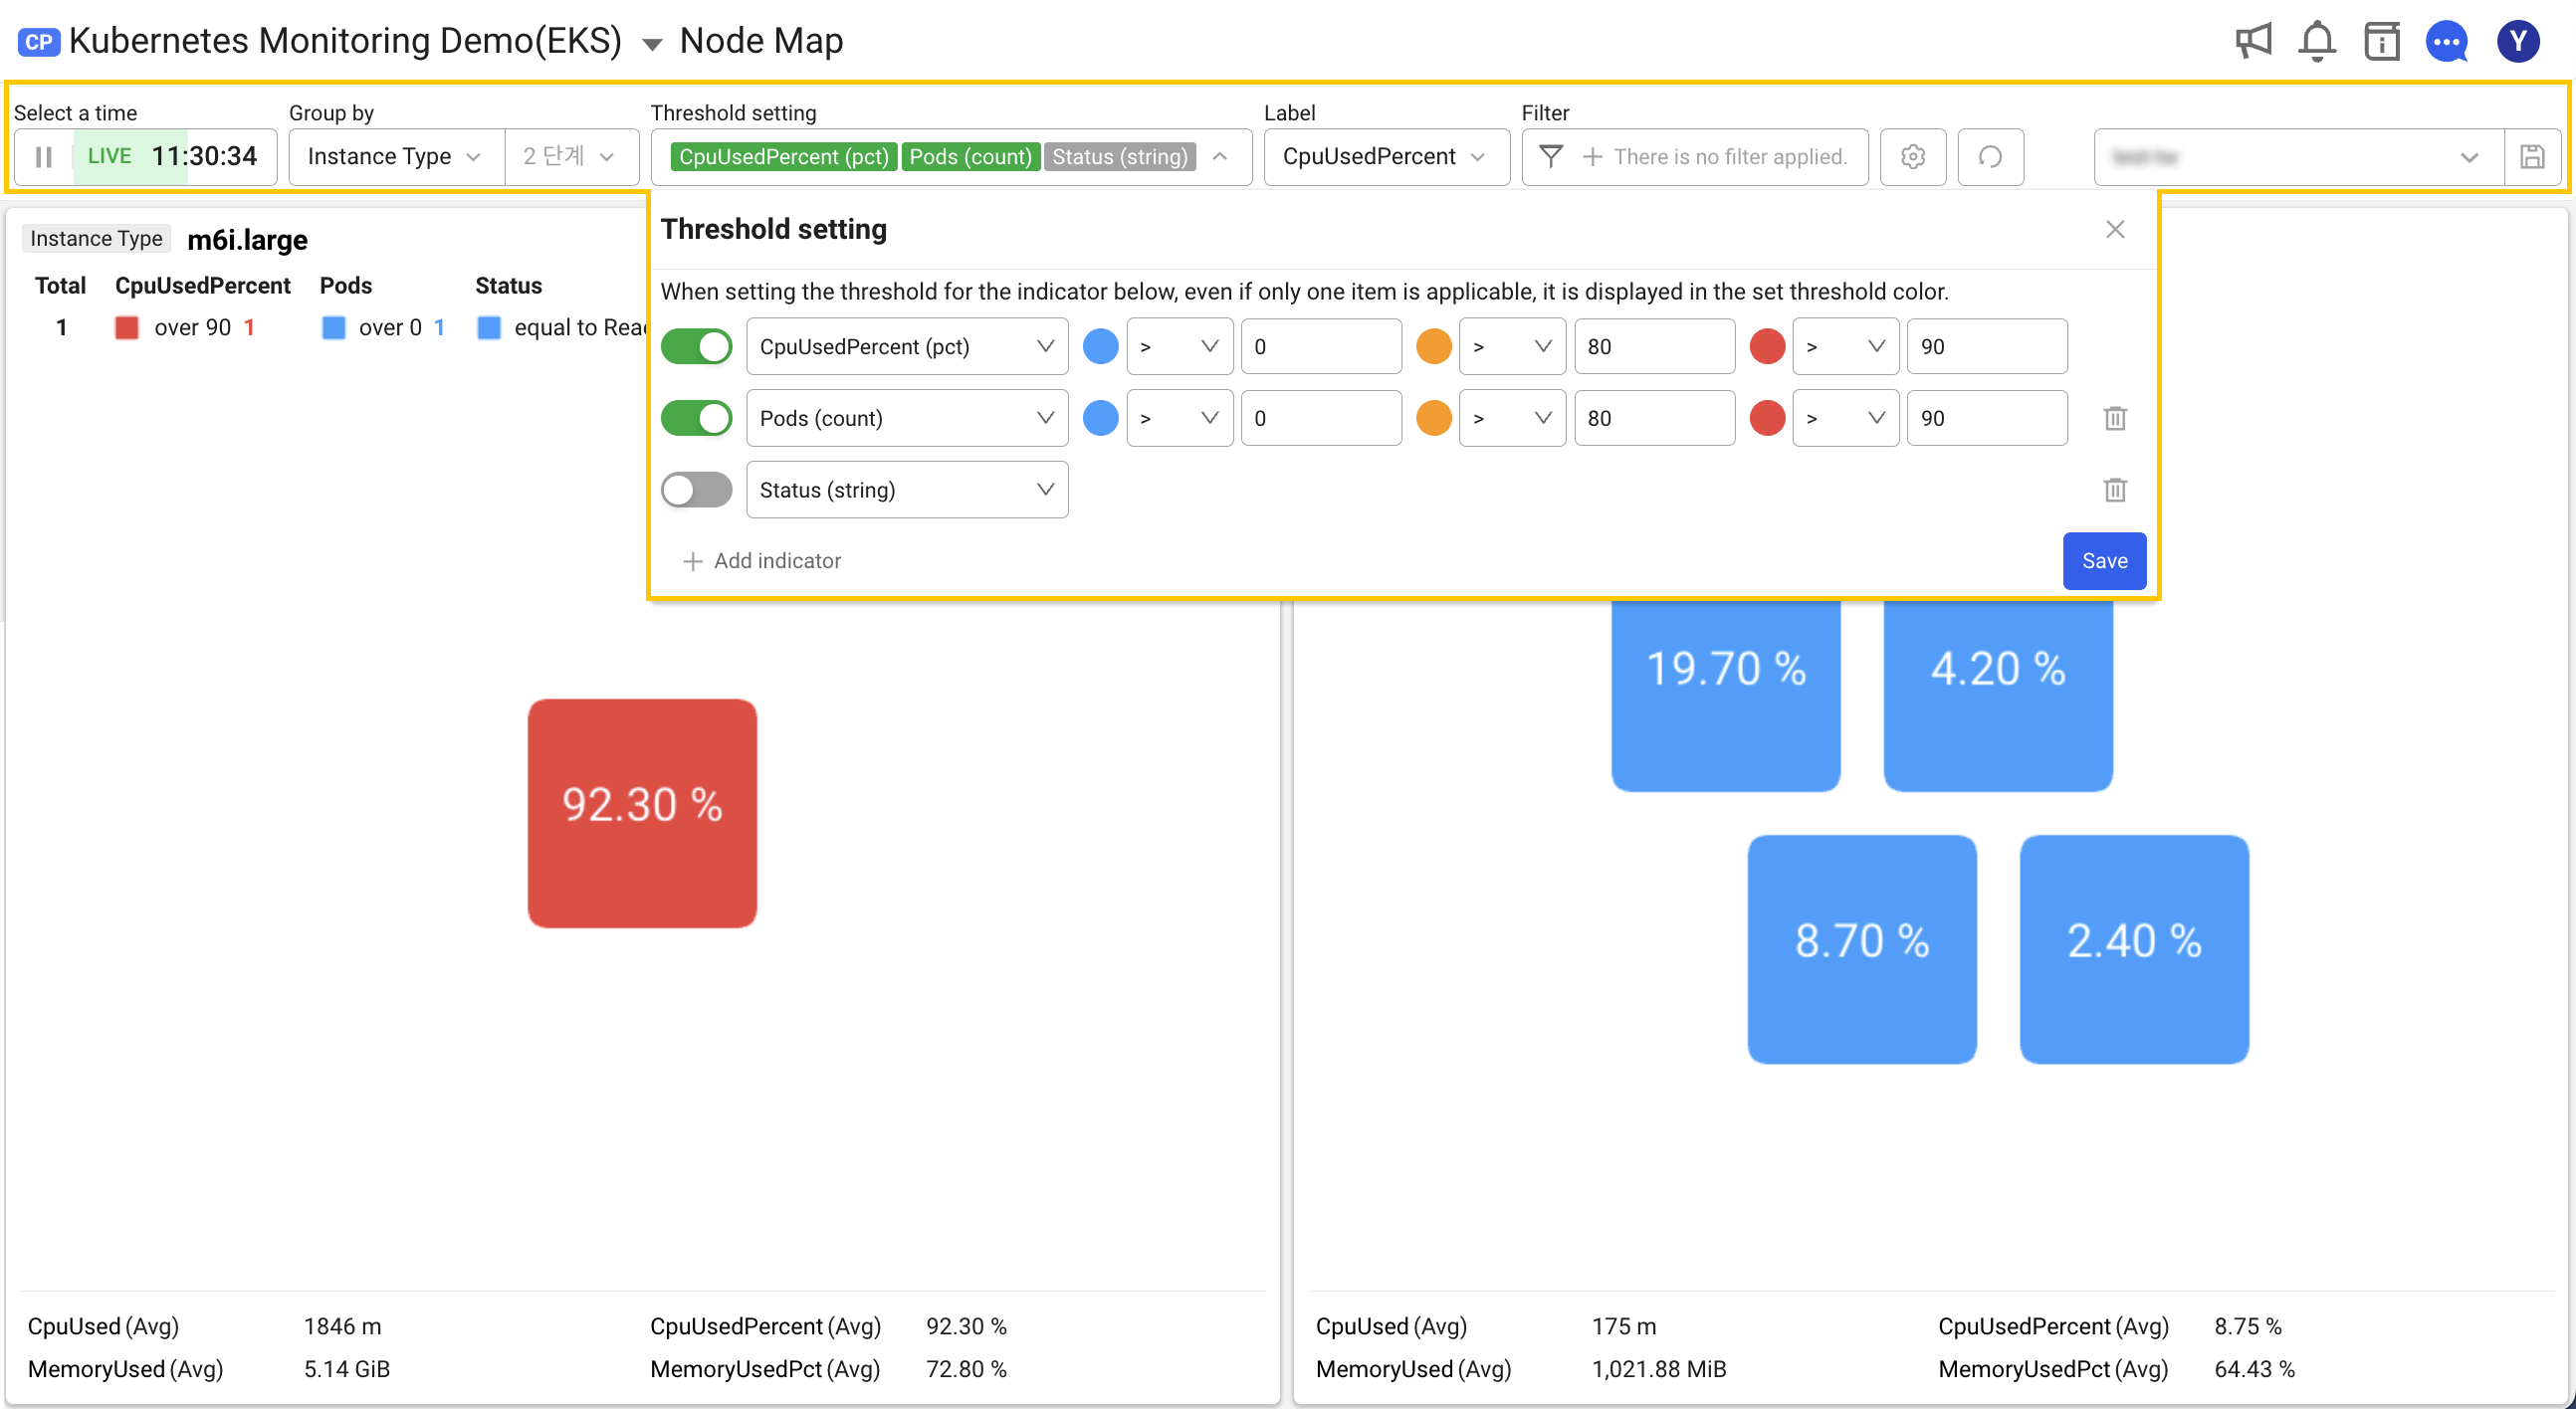 CP Kubernetes Monitoring Demo(EKS) Node Map
Y
Select a time
Group by
Threshold setting
Label
Filter
LIVE 11:30:34
Instance Type
2 단계
CpuUsedPercent (pct) Pods (count) Status (string)
CpuUsedPercent
There is no filter applied.
Instance Type m6i.large
Total CpuUsedPercent Pods Status
1 over 90 1 over 0 1 equal to
Threshold setting
When setting the threshold for the indicator below, even if only one item is applicable, it is displayed in the set threshold color.
CpuUsedPercent (pct) > 0 > 80 > 90
Pods (count) > 0 > 80 > 90
Status (string)
+ Add indicator
Save
92.30 %
19.70 % 4.20 %
8.70 % 2.40 %
CpuUsed (Avg) 1846 m CpuUsedPercent (Avg) 92.30 %
MemoryUsed (Avg) 5.14 GiB MemoryUsedPct (Avg) 72.80 %
CpuUsed (Avg) 175 m CpuUsedPercent (Avg) 8.75 %
MemoryUsed (Avg) 1,021.88 MiB MemoryUsedPct (Avg) 64.43 %